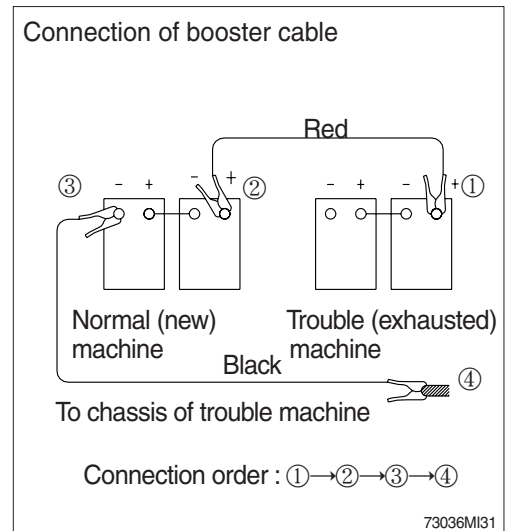 Connection of booster cable
Red
③ - + - + ② - + - + ①
Normal (new) machine
Trouble (exhausted) machine
Black
④
To chassis of trouble machine
Connection order : ①→②→③→④
73036MI31